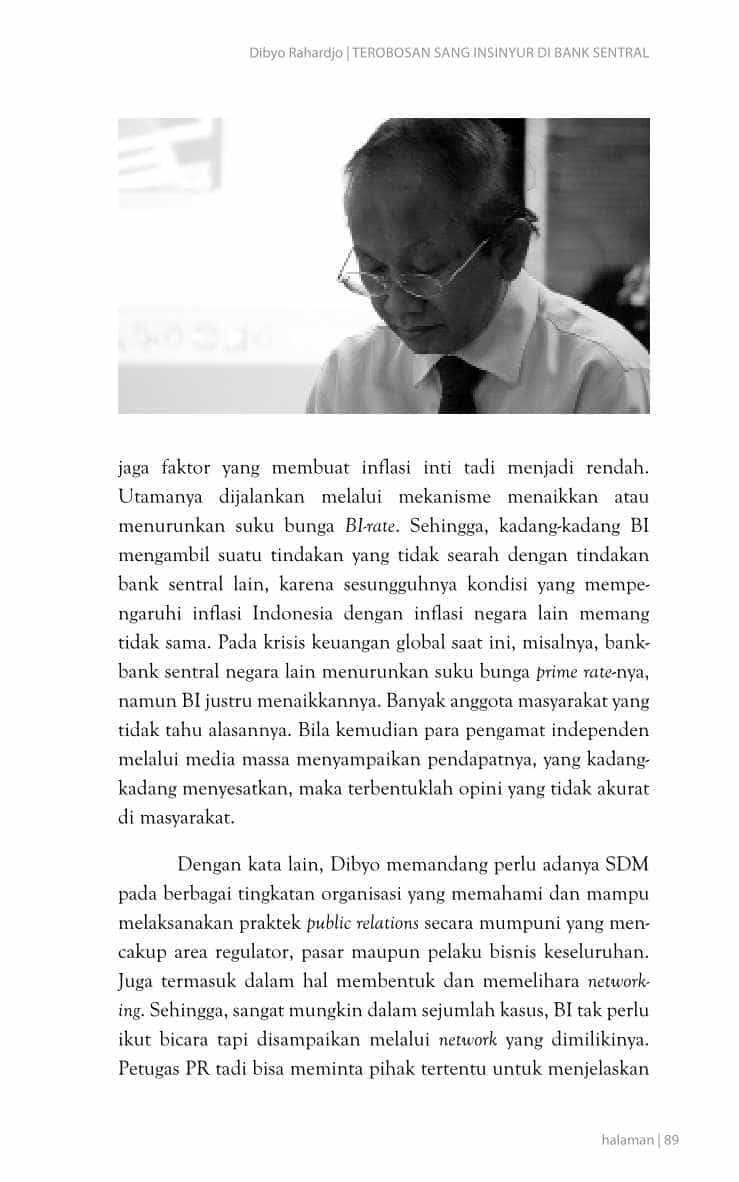 Dibyo Rahardjo | TEROBOSAN SANG INSINYUR DI BANK SENTRAL
jaga faktor yang membuat inflasi inti tadi menjadi rendah.
Utamanya dijalankan melalui mekanisme menaikkan atau
menurunkan suku bunga BI-rate. Sehingga, kadang-kadang BI
mengambil suatu tindakan yang tidak searah dengan tindakan
bank sentral lain, karena sesungguhnya kondisi yang mempe-
ngaruhi inflasi Indonesia dengan inflasi negara lain memang
tidak sama. Pada krisis keuangan global saat ini, misalnya, bank-
bank sentral negara lain menurunkan suku bunga prime rate-nya,
namun BI justru menaikkannya. Banyak anggota masyarakat yang
tidak tahu alasannya. Bila kemudian para pengamat independen
melalui media massa menyampaikan pendapatnya, yang kadang-
kadang menyesatkan, maka terbentuklah opini yang tidak akurat
di masyarakat.
Dengan kata lain, Dibyo memandang perlu adanya SDM
pada berbagai tingkatan organisasi yang memahami dan mampu
melaksanakan praktek public relations secara mumpuni yang men-
cakup area regulator, pasar maupun pelaku bisnis keseluruhan.
Juga termasuk dalam hal membentuk dan memelihara network-
ing. Sehingga, sangat mungkin dalam sejumlah kasus, BI tak perlu
ikut bicara tapi disampaikan melalui network yang dimilikinya.
Petugas PR tadi bisa meminta pihak tertentu untuk menjelaskan
halaman | 89